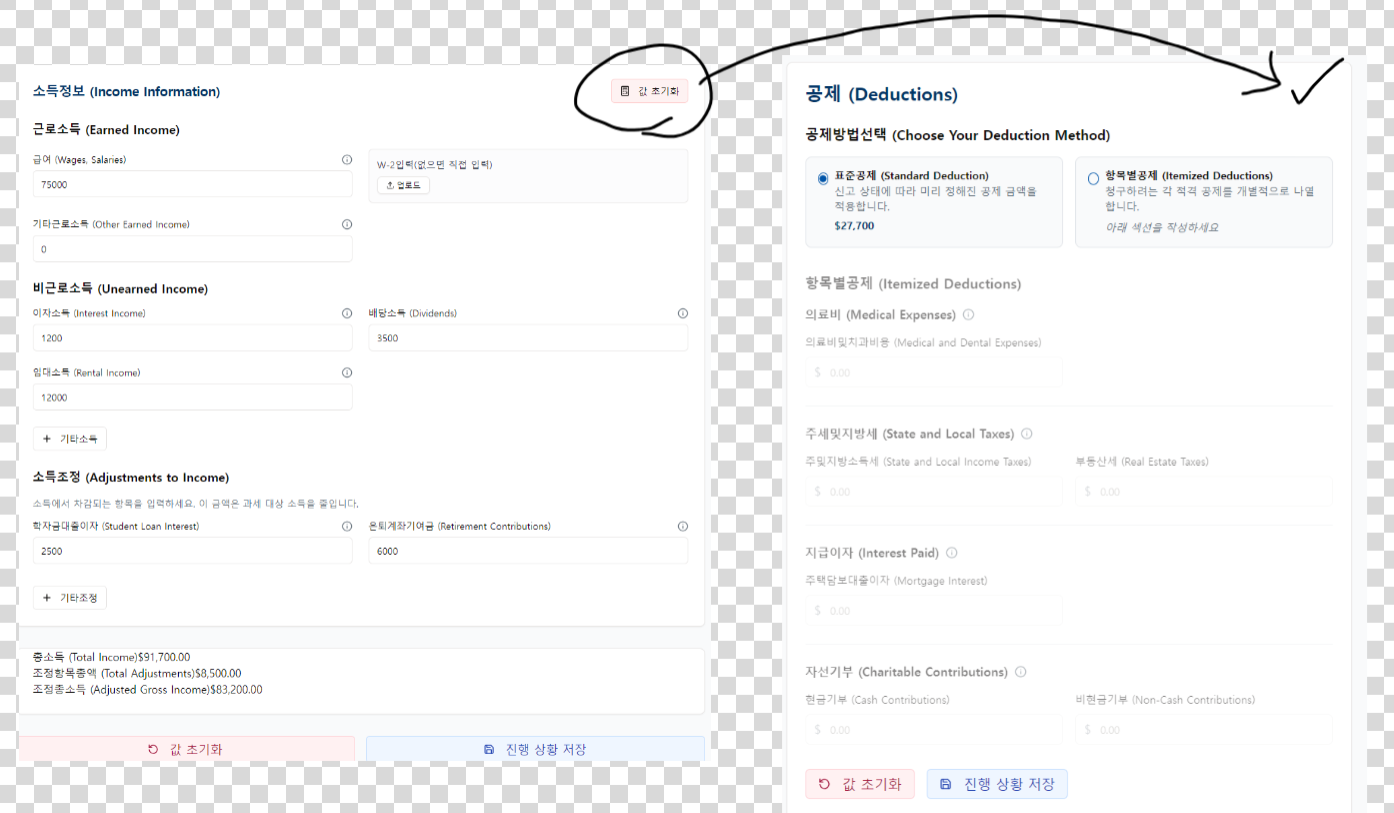 소득정보 (Income Information)
값 초기화
근로소득 (Earned Income)
급여 (Wages, Salaries)
75000
W-2입력(없으면 직접 입력)
업로드
기타근로소득 (Other Earned Income)
0
비근로소득 (Unearned Income)
이자소득 (Interest Income)
배당소득 (Dividends)
1200
3500
임대소득 (Rental Income)
12000
+ 기타소득
소득조정 (Adjustments to Income)
소득에서 차감되는 항목을 입력하세요. 이 금액은 과세 대상 소득을 줄입니다.
학자금대출이자 (Student Loan Interest)
은퇴계좌기여금 (Retirement Contributions)
2500
6000
+ 기타조정
총소득 (Total Income)$91,700.00
조정항목총액 (Total Adjustments)$8,500.00
조정총소득 (Adjusted Gross Income)$83,200.00
값 초기화
진행 상황 저장
공제 (Deductions)
공제방법선택 (Choose Your Deduction Method)
표준공제 (Standard Deduction)
신고 상태에 따라 미리 정해진 공제 금액을
적용합니다.
$27,700
항목별공제 (Itemized Deductions)
청구하려는 각 적격 공제를 개별적으로 나열
합니다.
아래 섹션을 작성하세요
항목별공제 (Itemized Deductions)
의료비 (Medical Expenses)
의료비및치과비용 (Medical and Dental Expenses)
$ 0.00
주세및지방세 (State and Local Taxes)
주및지방소득세 (State and Local Income Taxes)
부동산세 (Real Estate Taxes)
$ 0.00
$ 0.00
지급이자 (Interest Paid)
주택담보대출이자 (Mortgage Interest)
$ 0.00
자선기부 (Charitable Contributions)
현금기부 (Cash Contributions)
비현금기부 (Non-Cash Contributions)
$ 0.00
$ 0.00
값 초기화
진행 상황 저장